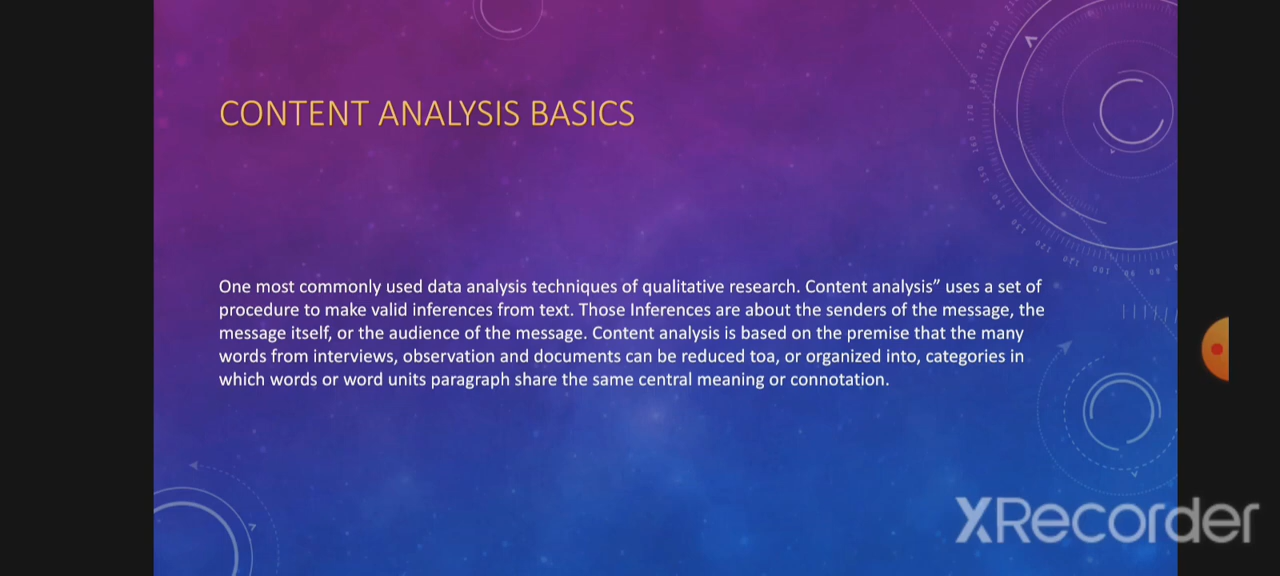 CONTENT ANALYSIS BASICS
One most commonly used data analysis techniques of qualitative research. Content analysis” uses a set of
procedure to make valid inferences from text. Those Inferences are about the senders of the message, the
message itself, or the audience of the message. Content analysis is based on the premise that the many
words from interviews, observation and documents can be reduced toa, or organized into, categories in
which words or word units paragraph share the same central meaning or connotation.
XRecorder